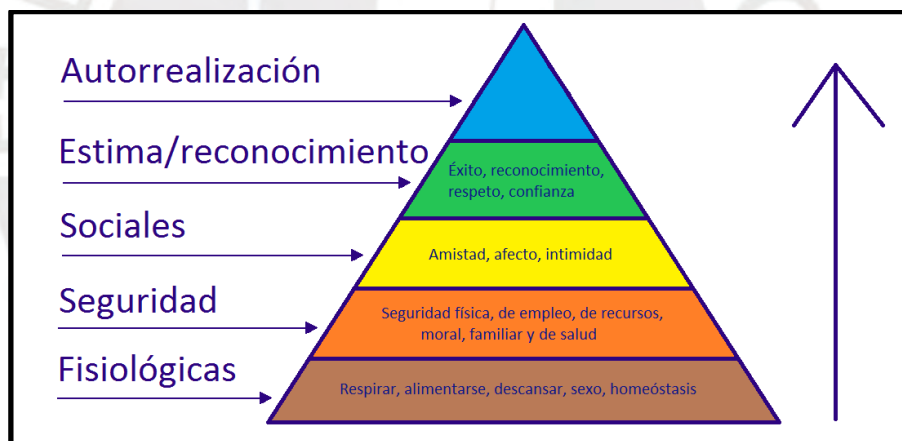 Autorrealización
Estima/reconocimiento
Éxito, reconocimiento,
respeto, confianza
Sociales
Amistad, afecto, intimidad
Seguridad
Seguridad física, de empleo, de recursos,
moral, familiar y de salud
Fisiológicas
Respirar, alimentarse, descansar, sexo, homeóstasis